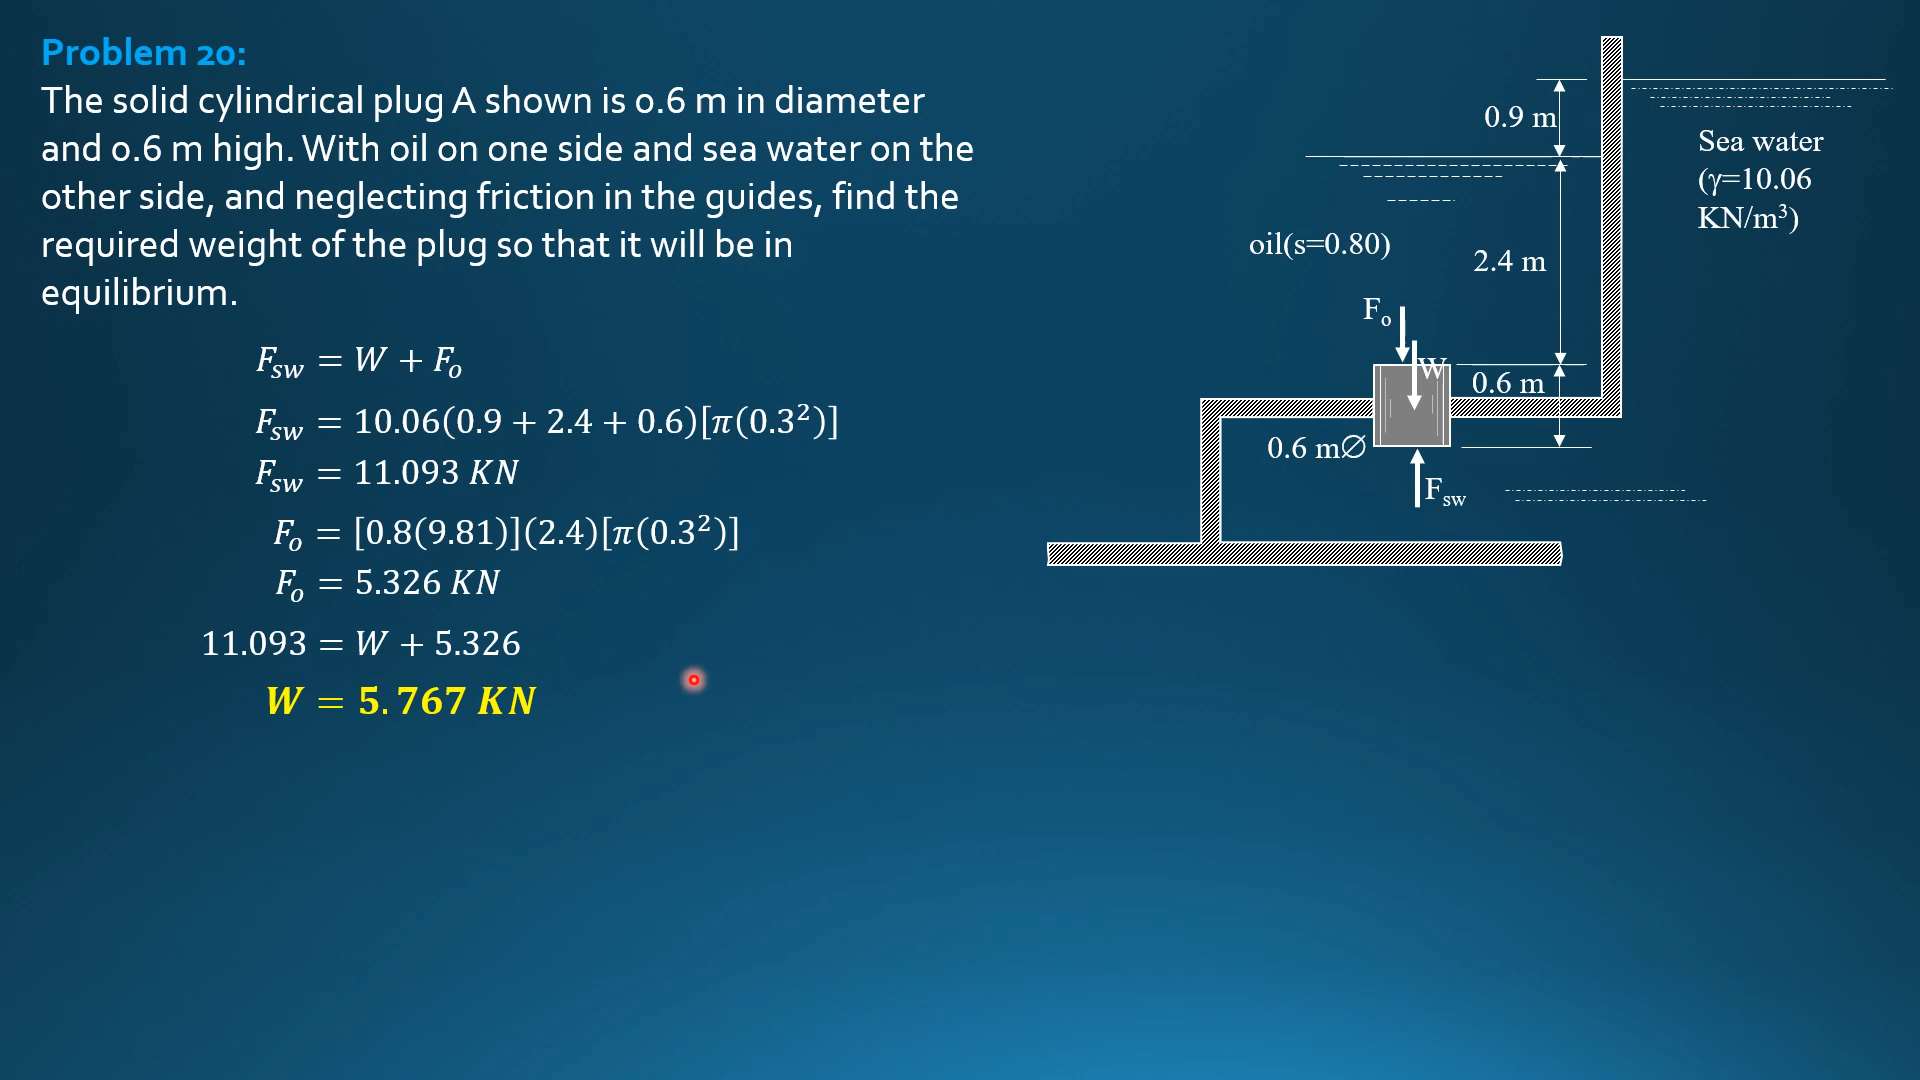 Problem 20:
The solid cylindrical plug A shown is 0.6 m in diameter
and 0.6 m high. With oil on one side and sea water on the
other side, and neglecting friction in the guides, find the
required weight of the plug so that it will be in
equilibrium.
F_sw = W + F_o
F_sw = 10.06(0.9 + 2.4 + 0.6)[π(0.3²)]
F_sw = 11.093 KN
F_o = [0.8(9.81)](2.4)[π(0.3²)]
F_o = 5.326 KN
11.093 = W + 5.326
W = 5.767 KN
0.9 m
Sea water
(γ=10.06
KN/m³)
oil(s=0.80)
2.4 m
F_o
W
0.6 m
0.6 m∅
F_sw